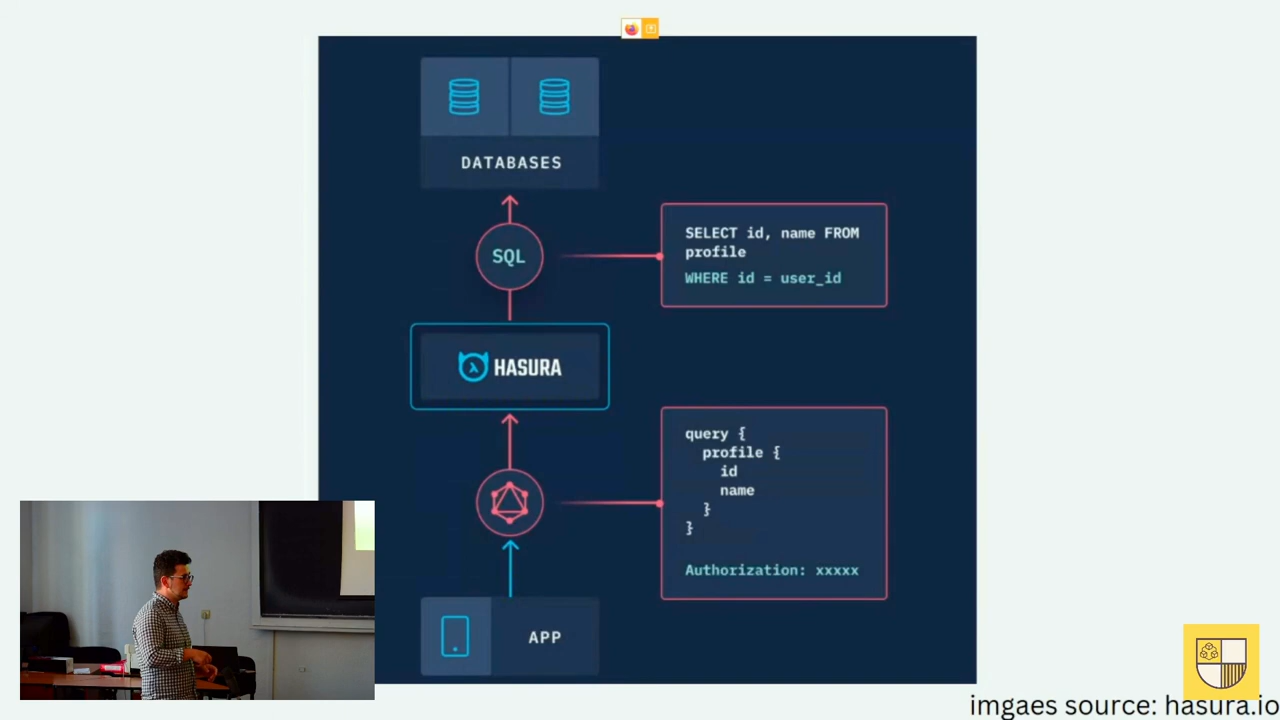 DATABASES
SQL
SELECT id, name FROM
profile
WHERE id = user_id
HASURA
query {
profile {
id
name
}
}
Authorization: xxxxx
APP
imgaes source: hasura.io